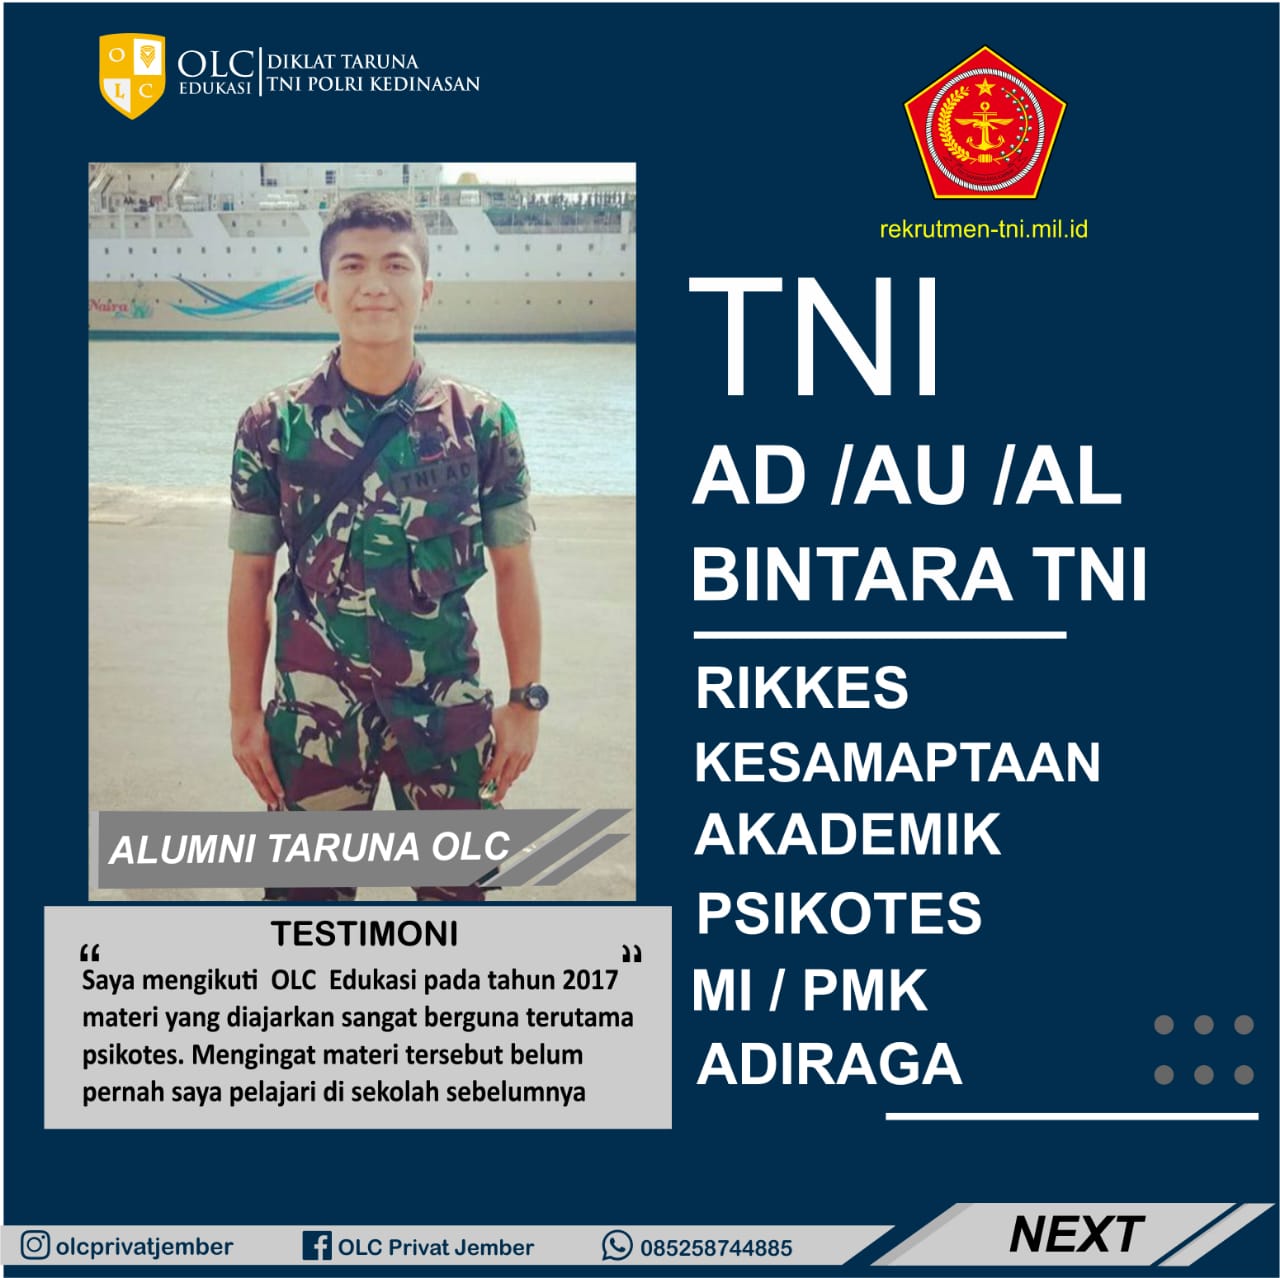 O
L C
OLC
EDUKASI
DIKLAT TARUNA
TNI POLRI KEDINASAN
rekrutmen-tni.mil.id
Naira
TNI AD
ALUMNI TARUNA OLC
TNI
AD /AU /AL
BINTARA TNI
RIKKES
KESAMAPTAAN
AKADEMIK
PSIKOTES
MI / PMK
ADIRAGA
TESTIMONI
“ ”
Saya mengikuti OLC Edukasi pada tahun 2017
materi yang diajarkan sangat berguna terutama
psikotes. Mengingat materi tersebut belum
pernah saya pelajari di sekolah sebelumnya
olcprivatjember
OLC Privat Jember
085258744885
NEXT